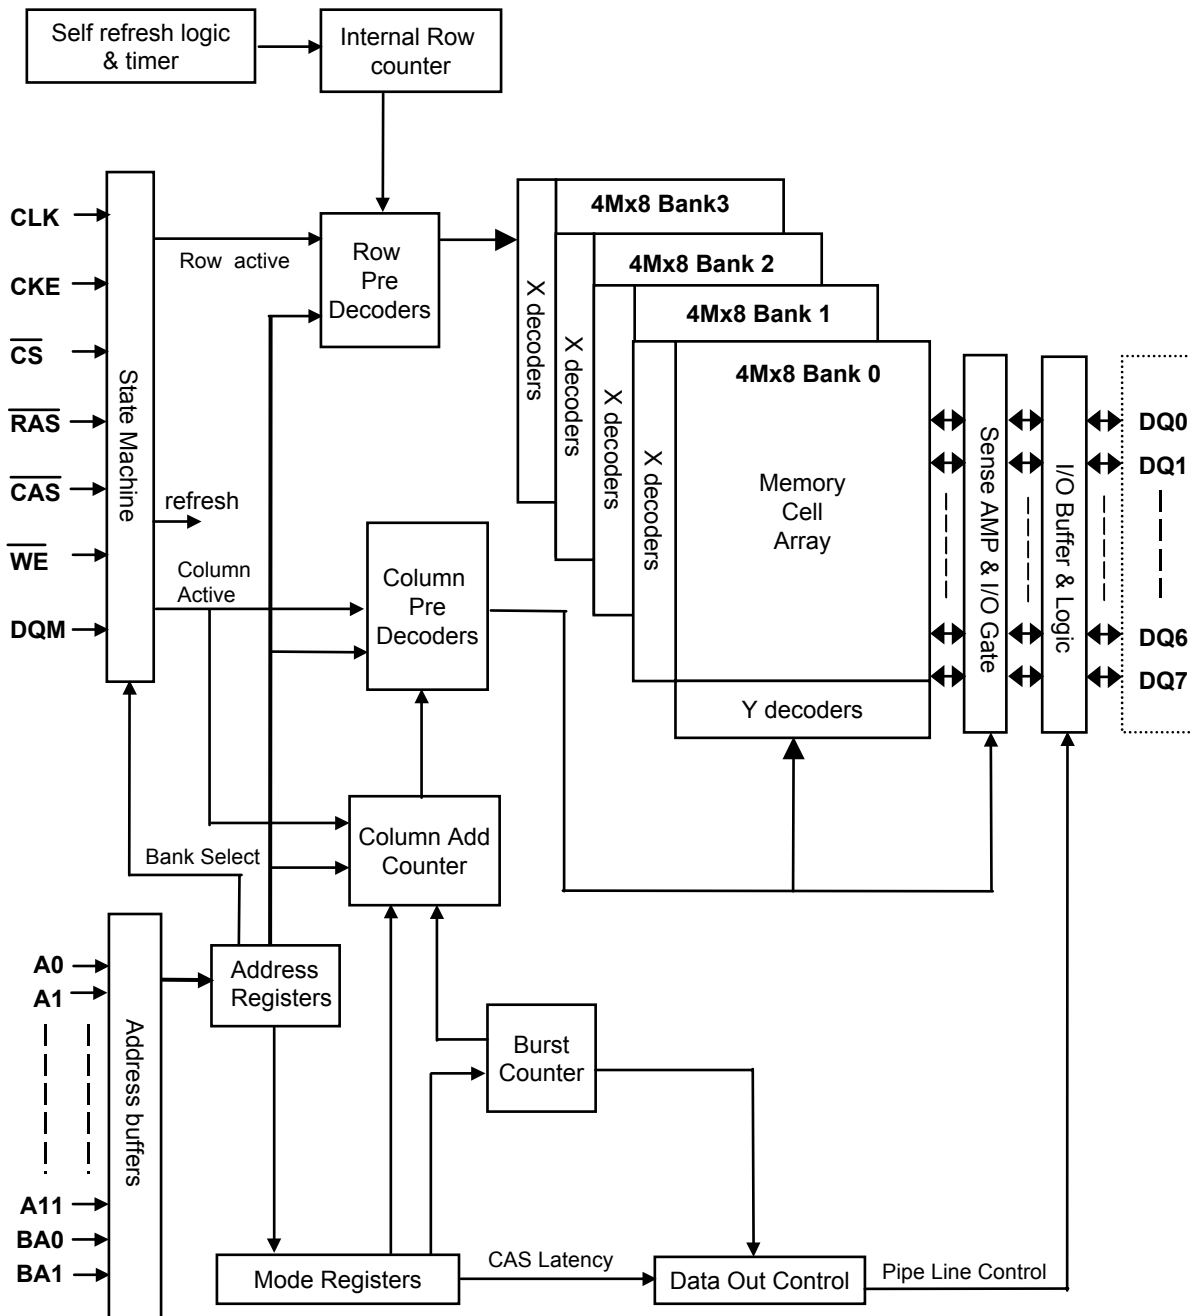 Self refresh logic
& timer
Internal Row
counter
CLK
CKE
CS
RAS
CAS
WE
DQM
State Machine
Row active
refresh
Column
Active
Bank Select
Row
Pre
Decoders
Column
Pre
Decoders
Column Add
Counter
X decoders
X decoders
X decoders
X decoders
4Mx8 Bank3
4Mx8 Bank 2
4Mx8 Bank 1
4Mx8 Bank 0
Memory
Cell
Array
Y decoders
Sense AMP & I/O Gate
I/O Buffer & Logic
DQ0
DQ1
DQ6
DQ7
A0
A1
A11
BA0
BA1
Address buffers
Address
Registers
Burst
Counter
Mode Registers
CAS Latency
Data Out Control
Pipe Line Control